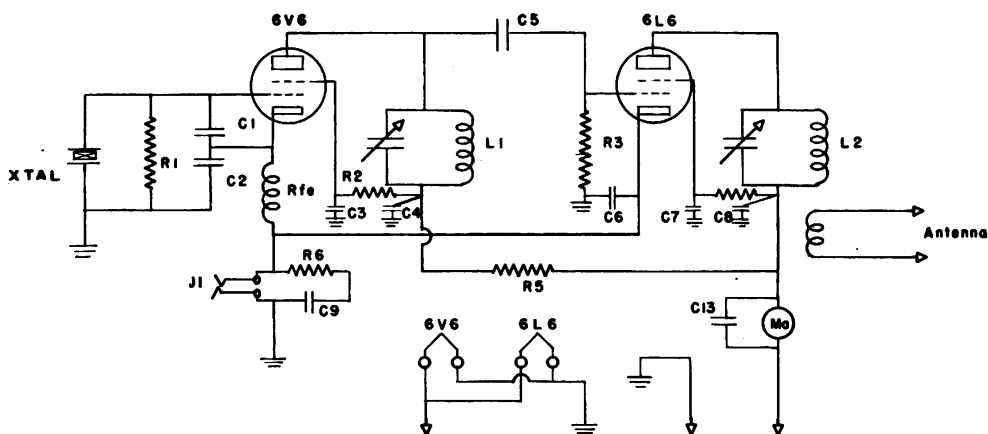 6V6
C5
6L6
C1
R1
C2
XTAL
Rfe
R2
C3
C4
L1
R3
C6
C7
C8
L2
Antenna
J1
R6
C9
R5
6V6
6L6
C13
Ma